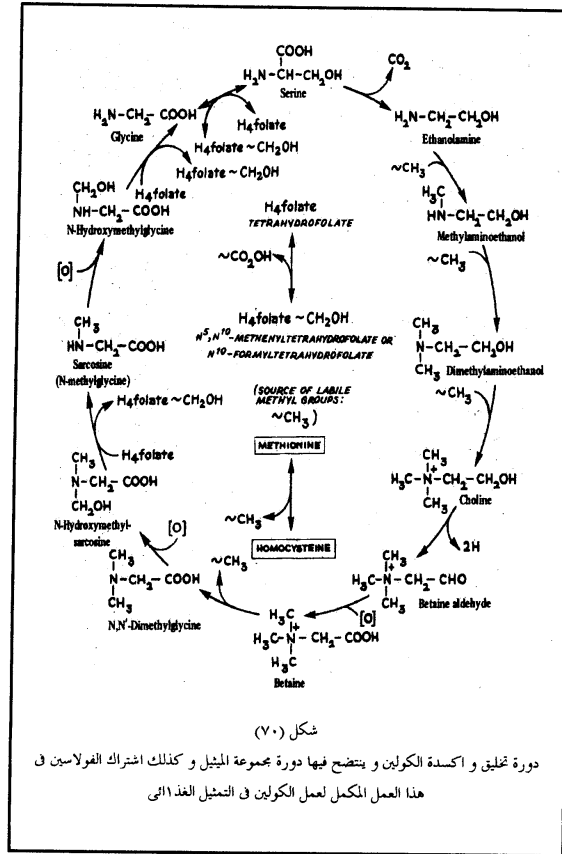 COOH
H₂N-CH-CH₂OH
Serine
CO₂
H₂N-CH₂-CH₂OH
Ethanolamine
~CH₃
H₃C
HN-CH₂-CH₂OH
Methylaminoethanol
~CH₃
CH₃
N-CH₂-CH₂OH
CH₃
Dimethylaminoethanol
~CH₃
CH₃
H₃C-N⁺-CH₂-CH₂OH
CH₃
Choline
2H
CH₃
H₃C-N⁺-CH₂-CHO
CH₃
Betaine aldehyde
[O]
H₃C
H₃C-N⁺-CH₂-COOH
H₃C
Betaine
~CH₃
CH₃
N-CH₂-COOH
CH₃
N,N'-Dimethylglycine
[O]
CH₃
N-CH₂-COOH
CH₂OH
N-Hydroxymethyl-
sarcosine
H₄folate
H₄folate~CH₂OH
CH₃
HN-CH₂-COOH
Sarcosine
(N-methylglycine)
[O]
CH₂OH
NH-CH₂-COOH
N-Hydroxymethylglycine
H₄folate
H₄folate~CH₂OH
H₂N-CH₂-COOH
Glycine
H₄folate
H₄folate~CH₂OH
H₄folate
TETRAHYDROFOLATE
~CO₂OH
H₄folate~CH₂OH
N⁵,N¹⁰-METHENYLTETRAHYDROFOLATE OR
N¹⁰-FORMYLTETRAHYDROFOLATE
(SOURCE OF LABILE
METHYL GROUPS:
~CH₃)
METHIONINE
~CH₃
HOMOCYSTEINE
شكل (٧٠)
دورة تخليق و اكسدة الكولين و ينتضح فيها دورة مجموعة الميثيل و كذلك اشتراك الفولاسين فى
هذا العمل المكمل لعمل الكولين فى التمثيل الغذائى